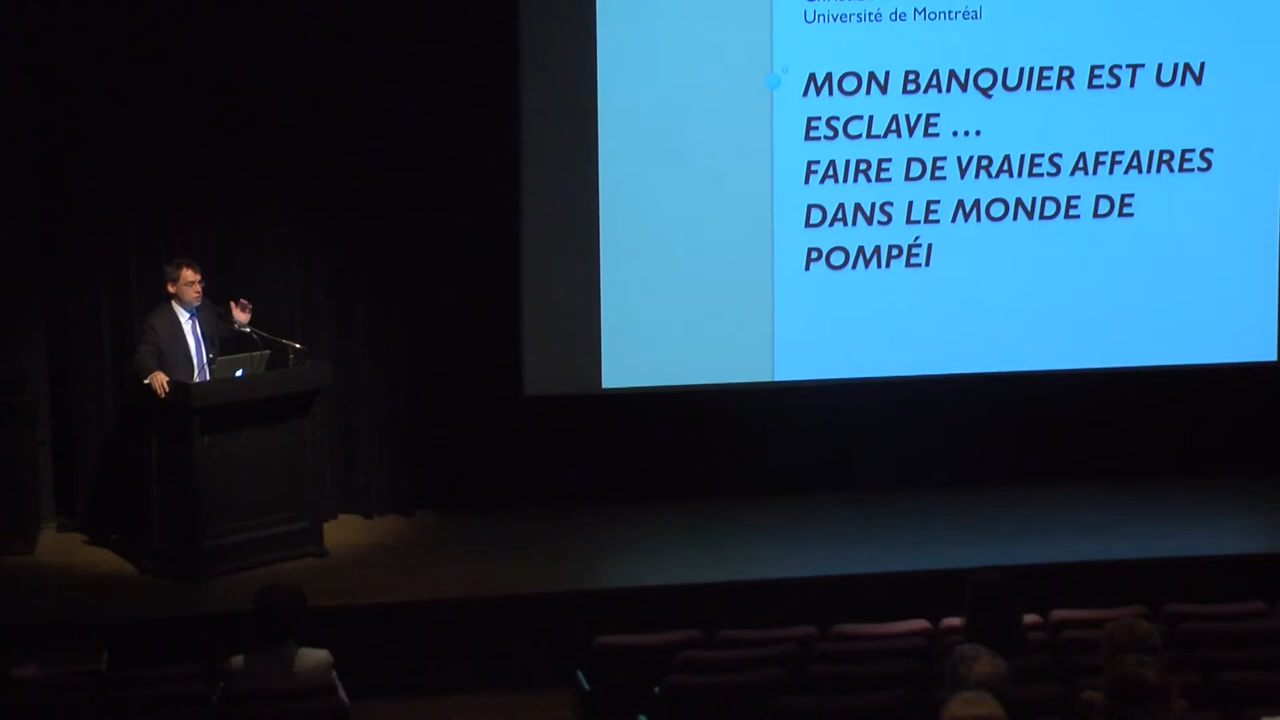 Université de Montréal
MON BANQUIER EST UN
ESCLAVE …
FAIRE DE VRAIES AFFAIRES
DANS LE MONDE DE
POMPÉI